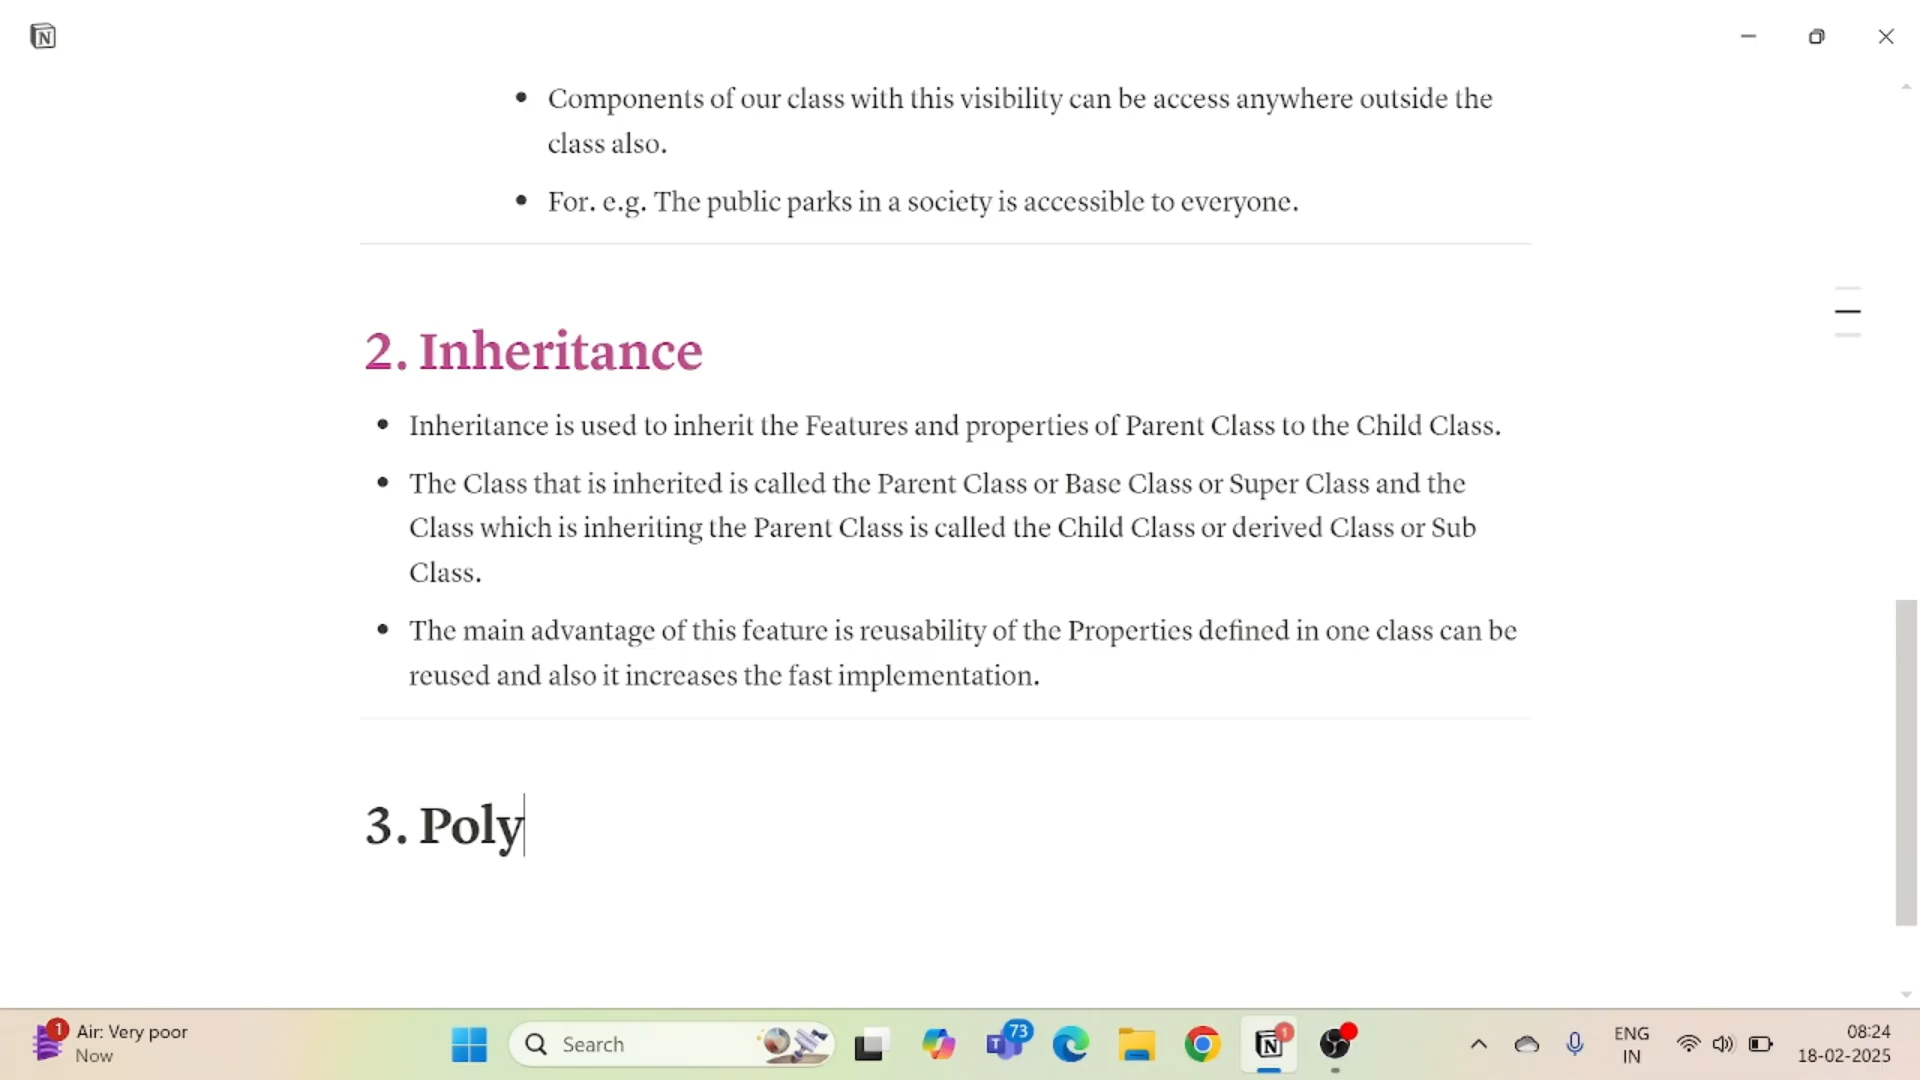 Components of our class with this visibility can be access anywhere outside the
class also.
For. e.g. The public parks in a society is accessible to everyone.
2. Inheritance
Inheritance is used to inherit the Features and properties of Parent Class to the Child Class.
The Class that is inherited is called the Parent Class or Base Class or Super Class and the
Class which is inheriting the Parent Class is called the Child Class or derived Class or Sub
Class.
The main advantage of this feature is reusability of the Properties defined in one class can be
reused and also it increases the fast implementation.
3. Poly
1
Air: Very poor
Now
Search
73
1
ENG
IN
08:24
18-02-2025